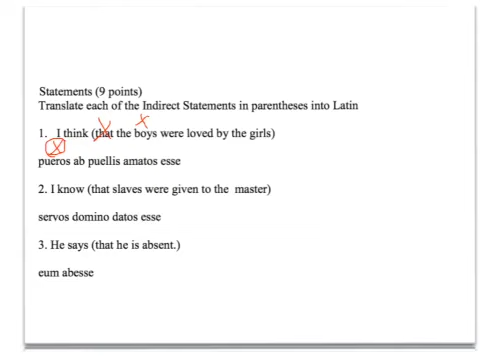 Statements (9 points)
Translate each of the Indirect Statements in parentheses into Latin
1. I think (that the boys were loved by the girls)
pueros ab puellis amatos esse
2. I know (that slaves were given to the master)
servos domino datos esse
3. He says (that he is absent.)
eum abesse